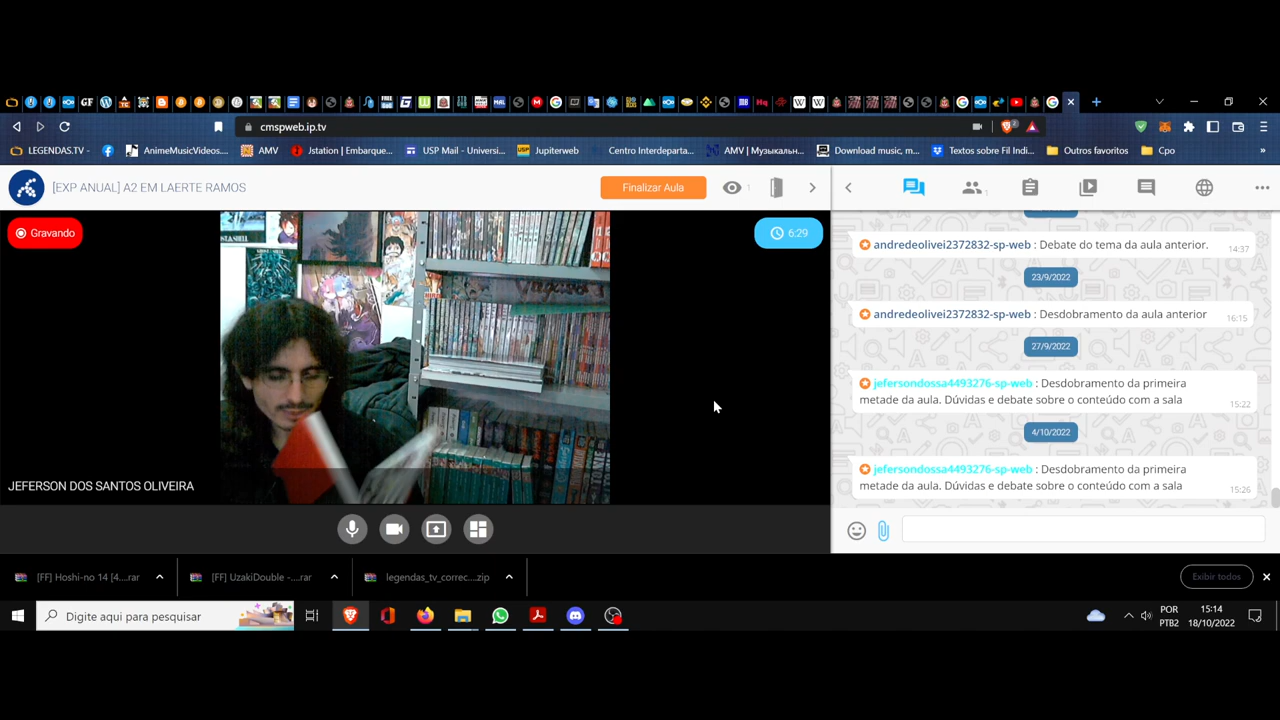 cmspweb.ip.tv
2
LEGENDAS.TV -
AnimeMusicVideos...
AMV
Jstation | Embarque...
USP Mail - Universi...
Jupiterweb
Centro Interdeparta...
AMV | Музыкальн...
Download music, m...
Textos sobre Fil Indi...
Outros favoritos
Cpo
[EXP ANUAL] A2 EM LAERTE RAMOS
Finalizar Aula
1
1
Gravando
6:29
JEFERSON DOS SANTOS OLIVEIRA
andredeolivei2372832-sp-web : Debate do tema da aula anterior.
14:37
23/9/2022
andredeolivei2372832-sp-web : Desdobramento da aula anterior
16:15
27/9/2022
jefersondossa4493276-sp-web : Desdobramento da primeira
metade da aula. Dúvidas e debate sobre o conteúdo com a sala
15:22
4/10/2022
jefersondossa4493276-sp-web : Desdobramento da primeira
metade da aula. Dúvidas e debate sobre o conteúdo com a sala
15:26
[FF] Hoshi-no 14 [4....rar
[FF] UzakiDouble -....rar
legendas_tv_correc....zip
Exibir todos
Digite aqui para pesquisar
POR
PTB2
15:14
18/10/2022